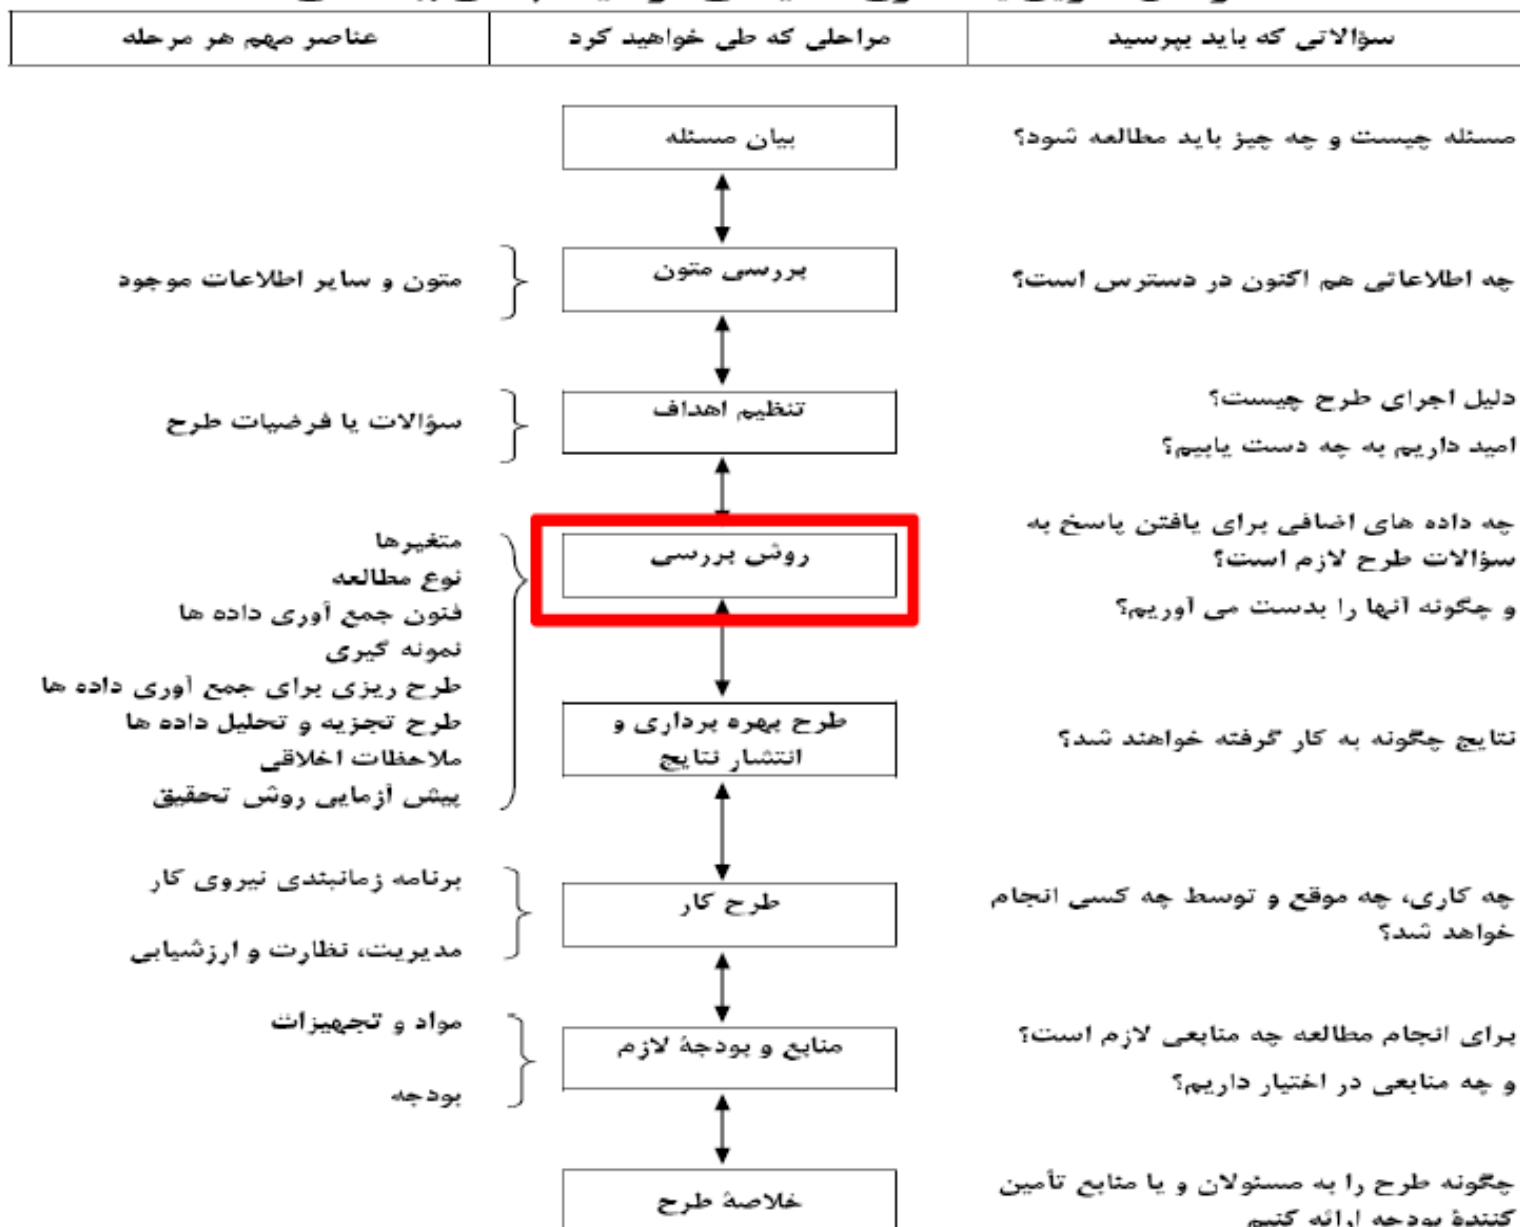 سؤالاتی که باید بپرسید
مراحلی که طی خواهید کرد
عناصر مهم هر مرحله
مسئله چیست و چه چیز باید مطالعه شود؟
بیان مسئله
چه اطلاعاتی هم اکنون در دسترس است؟
بررسی متون
متون و سایر اطلاعات موجود
دلیل اجرای طرح چیست؟
امید داریم به چه دست یابیم؟
تنظیم اهداف
سؤالات یا فرضیات طرح
چه داده های اضافی برای یافتن پاسخ به
سؤالات طرح لازم است؟
و چگونه آنها را بدست می آوریم؟
روش بررسی
متغیرها
نوع مطالعه
فنون جمع آوری داده ها
نمونه گیری
طرح ریزی برای جمع آوری داده ها
طرح تجزیه و تحلیل داده ها
ملاحظات اخلاقی
پیش آزمایی روش تحقیق
نتایج چگونه به کار گرفته خواهند شد؟
طرح بهره برداری و
انتشار نتایج
چه کاری، چه موقع و توسط چه کسی انجام
خواهد شد؟
طرح کار
برنامه زمانبندی نیروی کار
مدیریت، نظارت و ارزشیابی
برای انجام مطالعه چه منابعی لازم است؟
و چه منابعی در اختیار داریم؟
منابع و بودجۀ لازم
مواد و تجهیزات
بودجه
چگونه طرح را به مسئولان و یا منابع تأمین
کنندۀ بودجه ارائه کنیم
خلاصۀ طرح